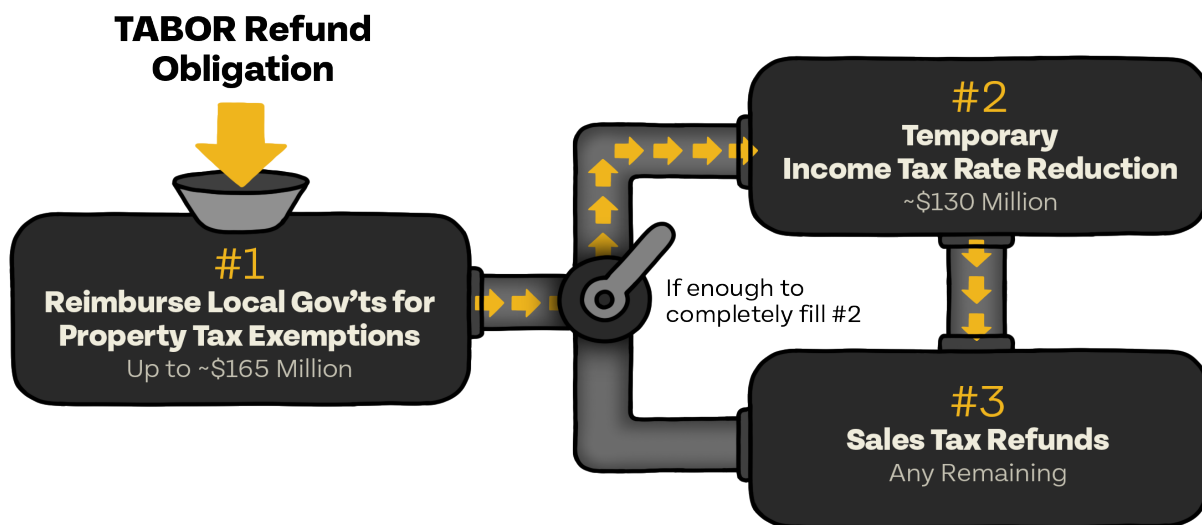 TABOR Refund
Obligation
#1
Reimburse Local Gov'ts for
Property Tax Exemptions
Up to ~$165 Million
If enough to
completely fill #2
#2
Temporary
Income Tax Rate Reduction
~$130 Million
#3
Sales Tax Refunds
Any Remaining